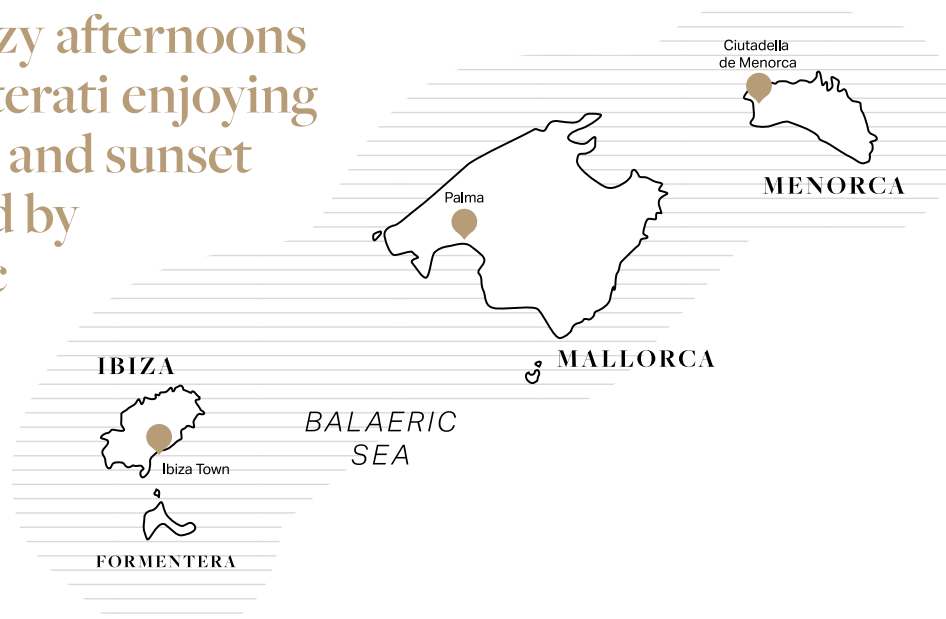 zy afternoons
terati enjoying
and sunset
d by
c
Ciutadella
de Menorca
MENORCA
Palma
MALLORCA
IBIZA
BALAERIC
SEA
Ibiza Town
FORMENTERA